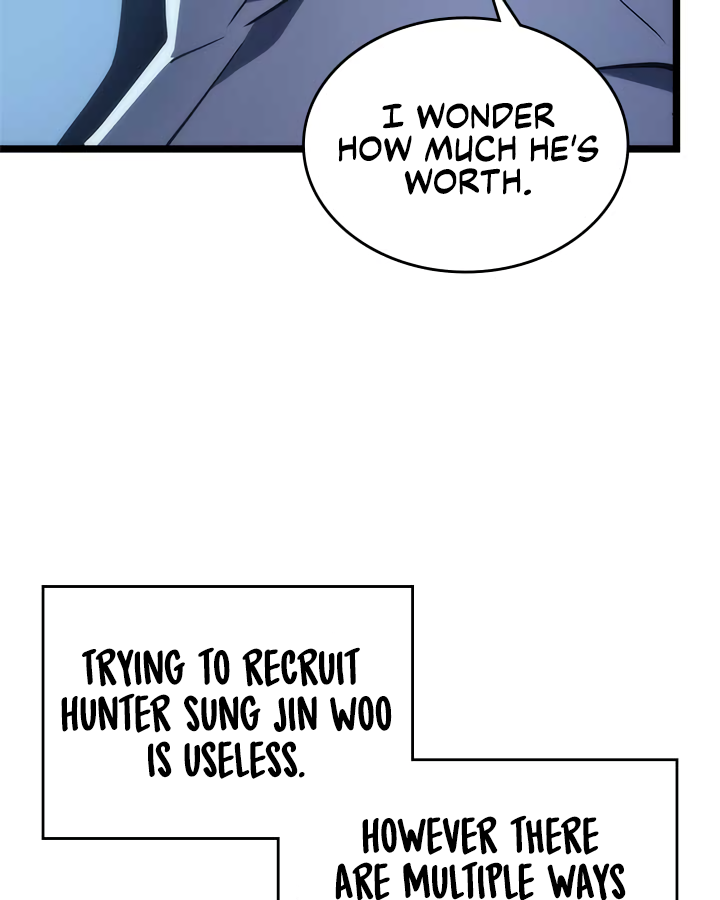 I WONDER
HOW MUCH HE'S
WORTH.
TRYING TO RECRUIT
HUNTER SUNG JIN WOO
IS USELESS.
HOWEVER THERE
ARE MULTIPLE WAYS